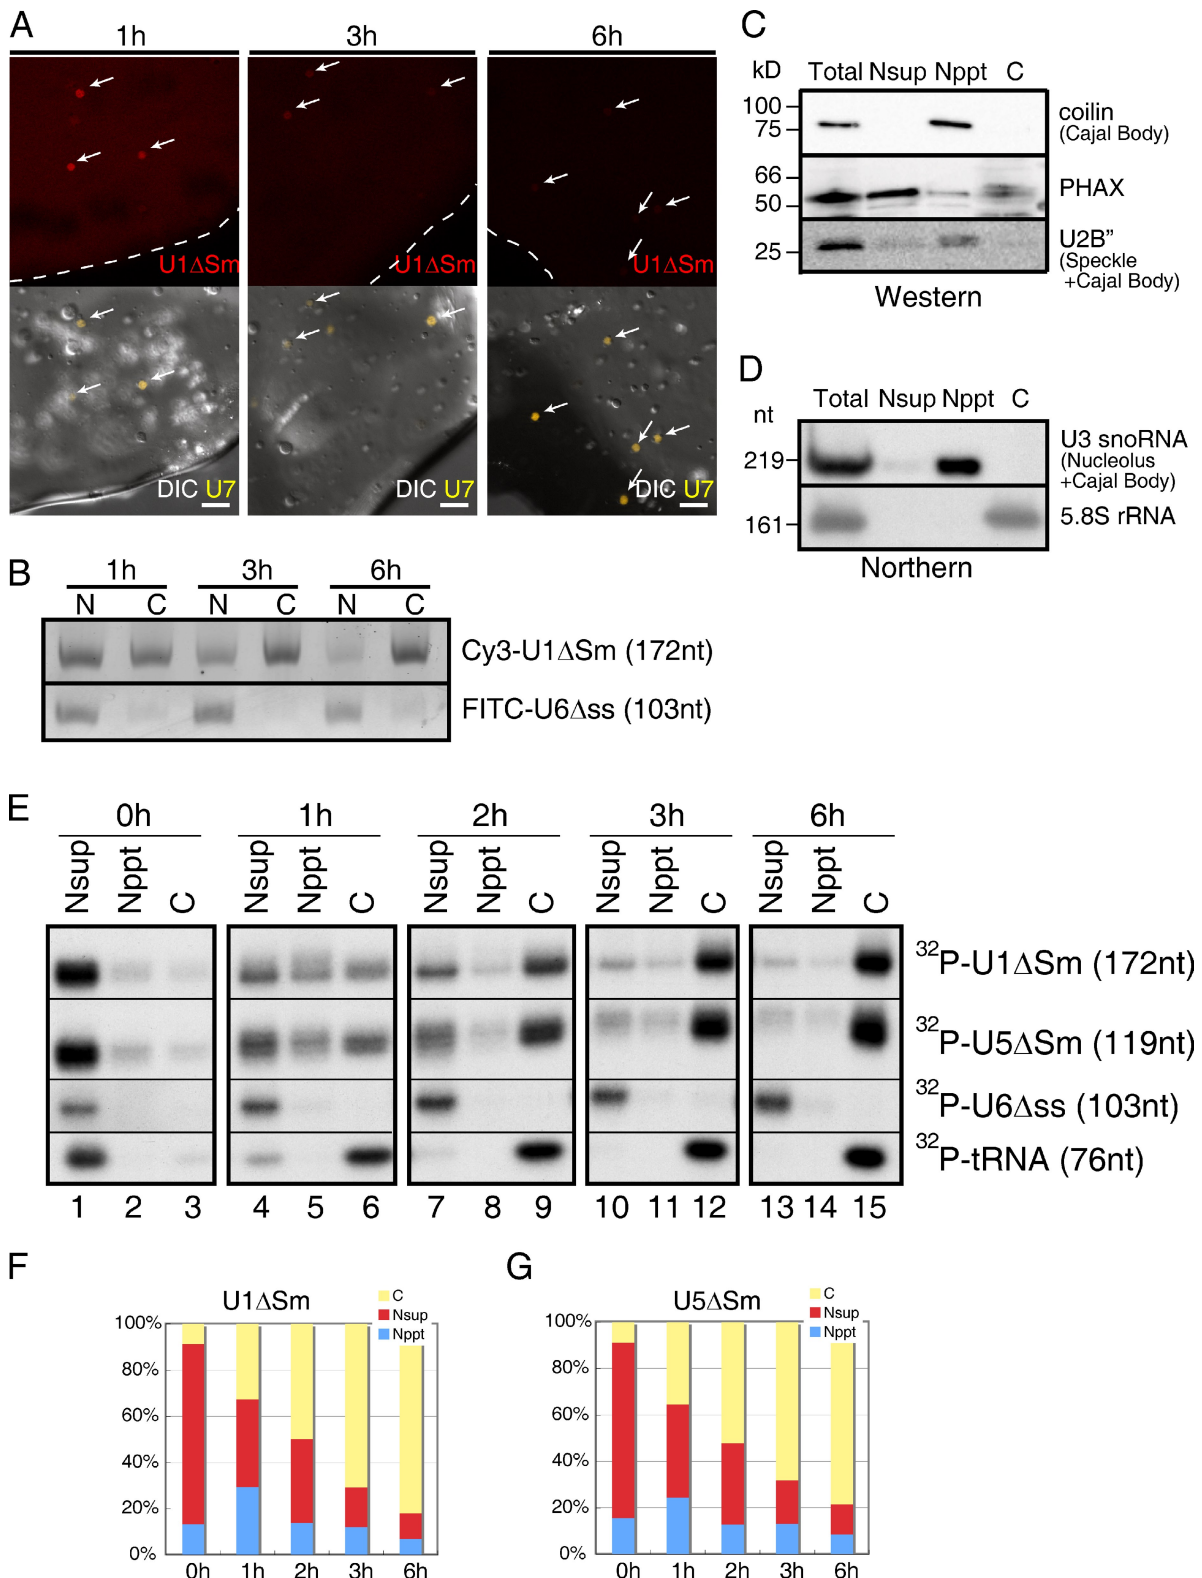 A
1h 3h 6h
U1ΔSm U1ΔSm U1ΔSm
DIC U7 DIC U7 DIC U7
B
1h 3h 6h
N C N C N C
Cy3-U1ΔSm (172nt)
FITC-U6Δss (103nt)
C
kD Total Nsup Nppt C
100
75
coilin
(Cajal Body)
66
50
PHAX
25
U2B”
(Speckle
+Cajal Body)
Western
D
nt Total Nsup Nppt C
219
U3 snoRNA
(Nucleolus
+Cajal Body)
161
5.8S rRNA
Northern
E
0h 1h 2h 3h 6h
Nsup Nppt C Nsup Nppt C Nsup Nppt C Nsup Nppt C Nsup Nppt C
³²P-U1ΔSm (172nt)
³²P-U5ΔSm (119nt)
³²P-U6Δss (103nt)
³²P-tRNA (76nt)
1 2 3 4 5 6 7 8 9 10 11 12 13 14 15
F
U1ΔSm
C
Nsup
Nppt
100%
80%
60%
40%
20%
0%
0h 1h 2h 3h 6h
G
U5ΔSm
C
Nsup
Nppt
100%
80%
60%
40%
20%
0%
0h 1h 2h 3h 6h